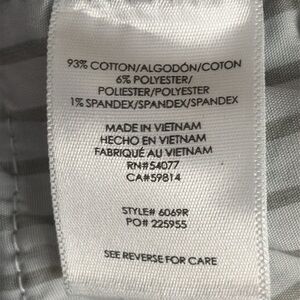 93% COTTON/ALGODÓN/COTON
6% POLYESTER/
POLIESTER/POLYESTER
1% SPANDEX/SPANDEX/SPANDEX
MADE IN VIETNAM
HECHO EN VIETNAM
FABRIQUÉ AU VIETNAM
RN#54077
CA#59814
STYLE# 6069R
PO# 225955
SEE REVERSE FOR CARE